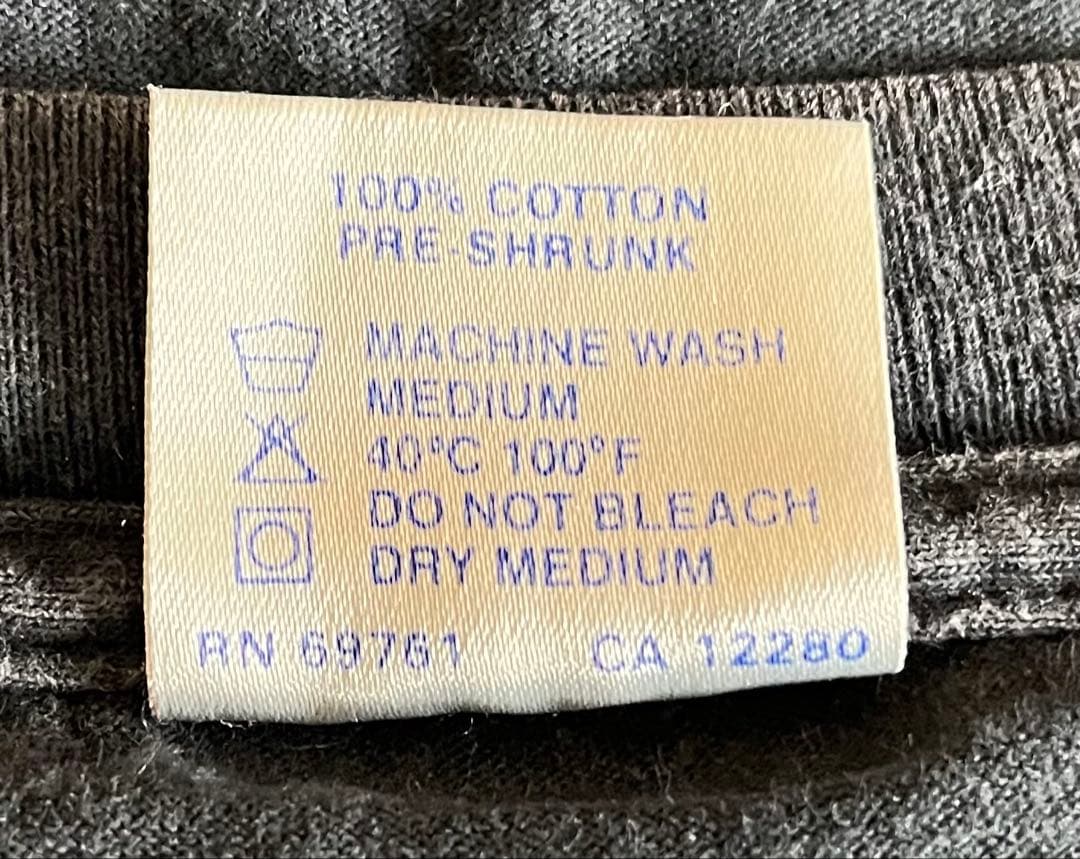 100% COTTON
PRE-SHRUNK
MACHINE WASH
MEDIUM
40°C 100°F
DO NOT BLEACH
DRY MEDIUM
RN 69761 CA 12280